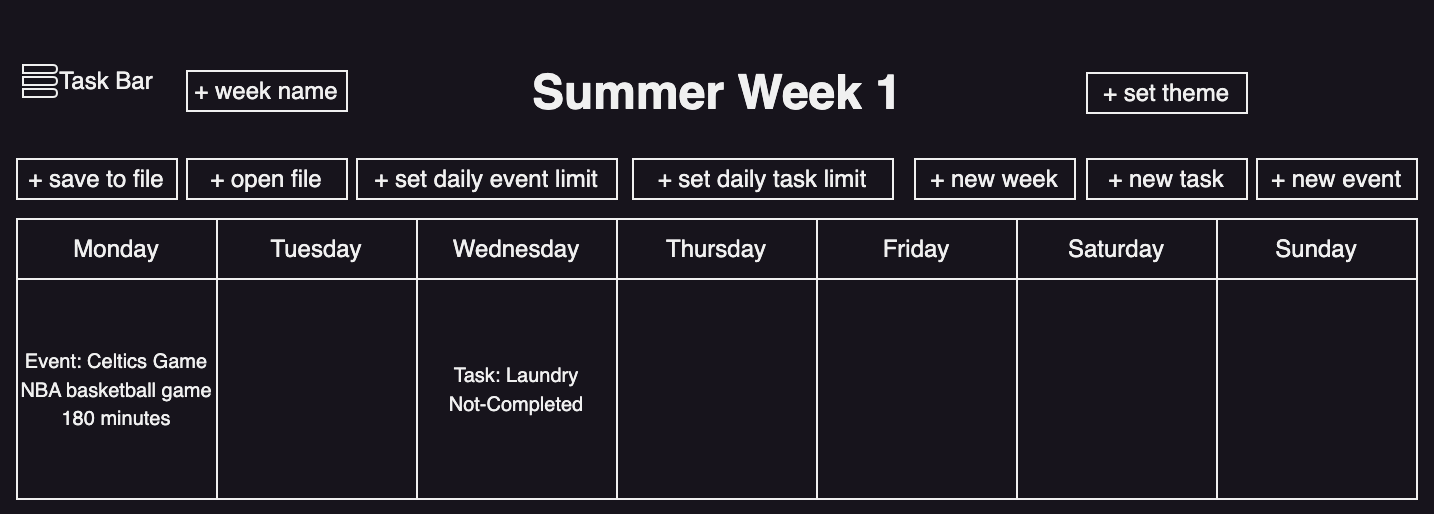 Task Bar
+ week name
Summer Week 1
+ set theme
+ save to file
+ open file
+ set daily event limit
+ set daily task limit
+ new week
+ new task
+ new event
Monday
Tuesday
Wednesday
Thursday
Friday
Saturday
Sunday
Event: Celtics Game
NBA basketball game
180 minutes
Task: Laundry
Not-Completed